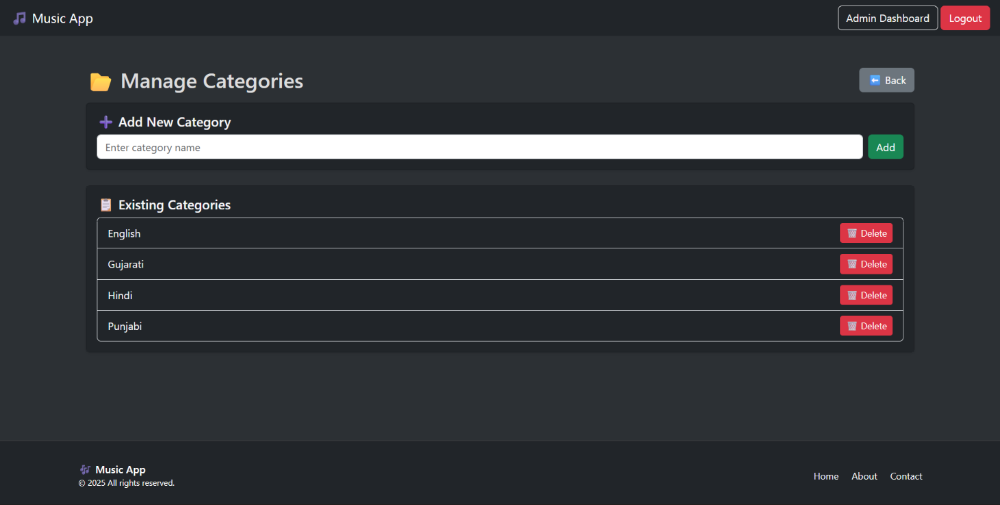 Music App
Admin Dashboard
Logout
Manage Categories
Back
Add New Category
Enter category name
Add
Existing Categories
English
Delete
Gujarati
Delete
Hindi
Delete
Punjabi
Delete
Music App
© 2025 All rights reserved.
Home
About
Contact